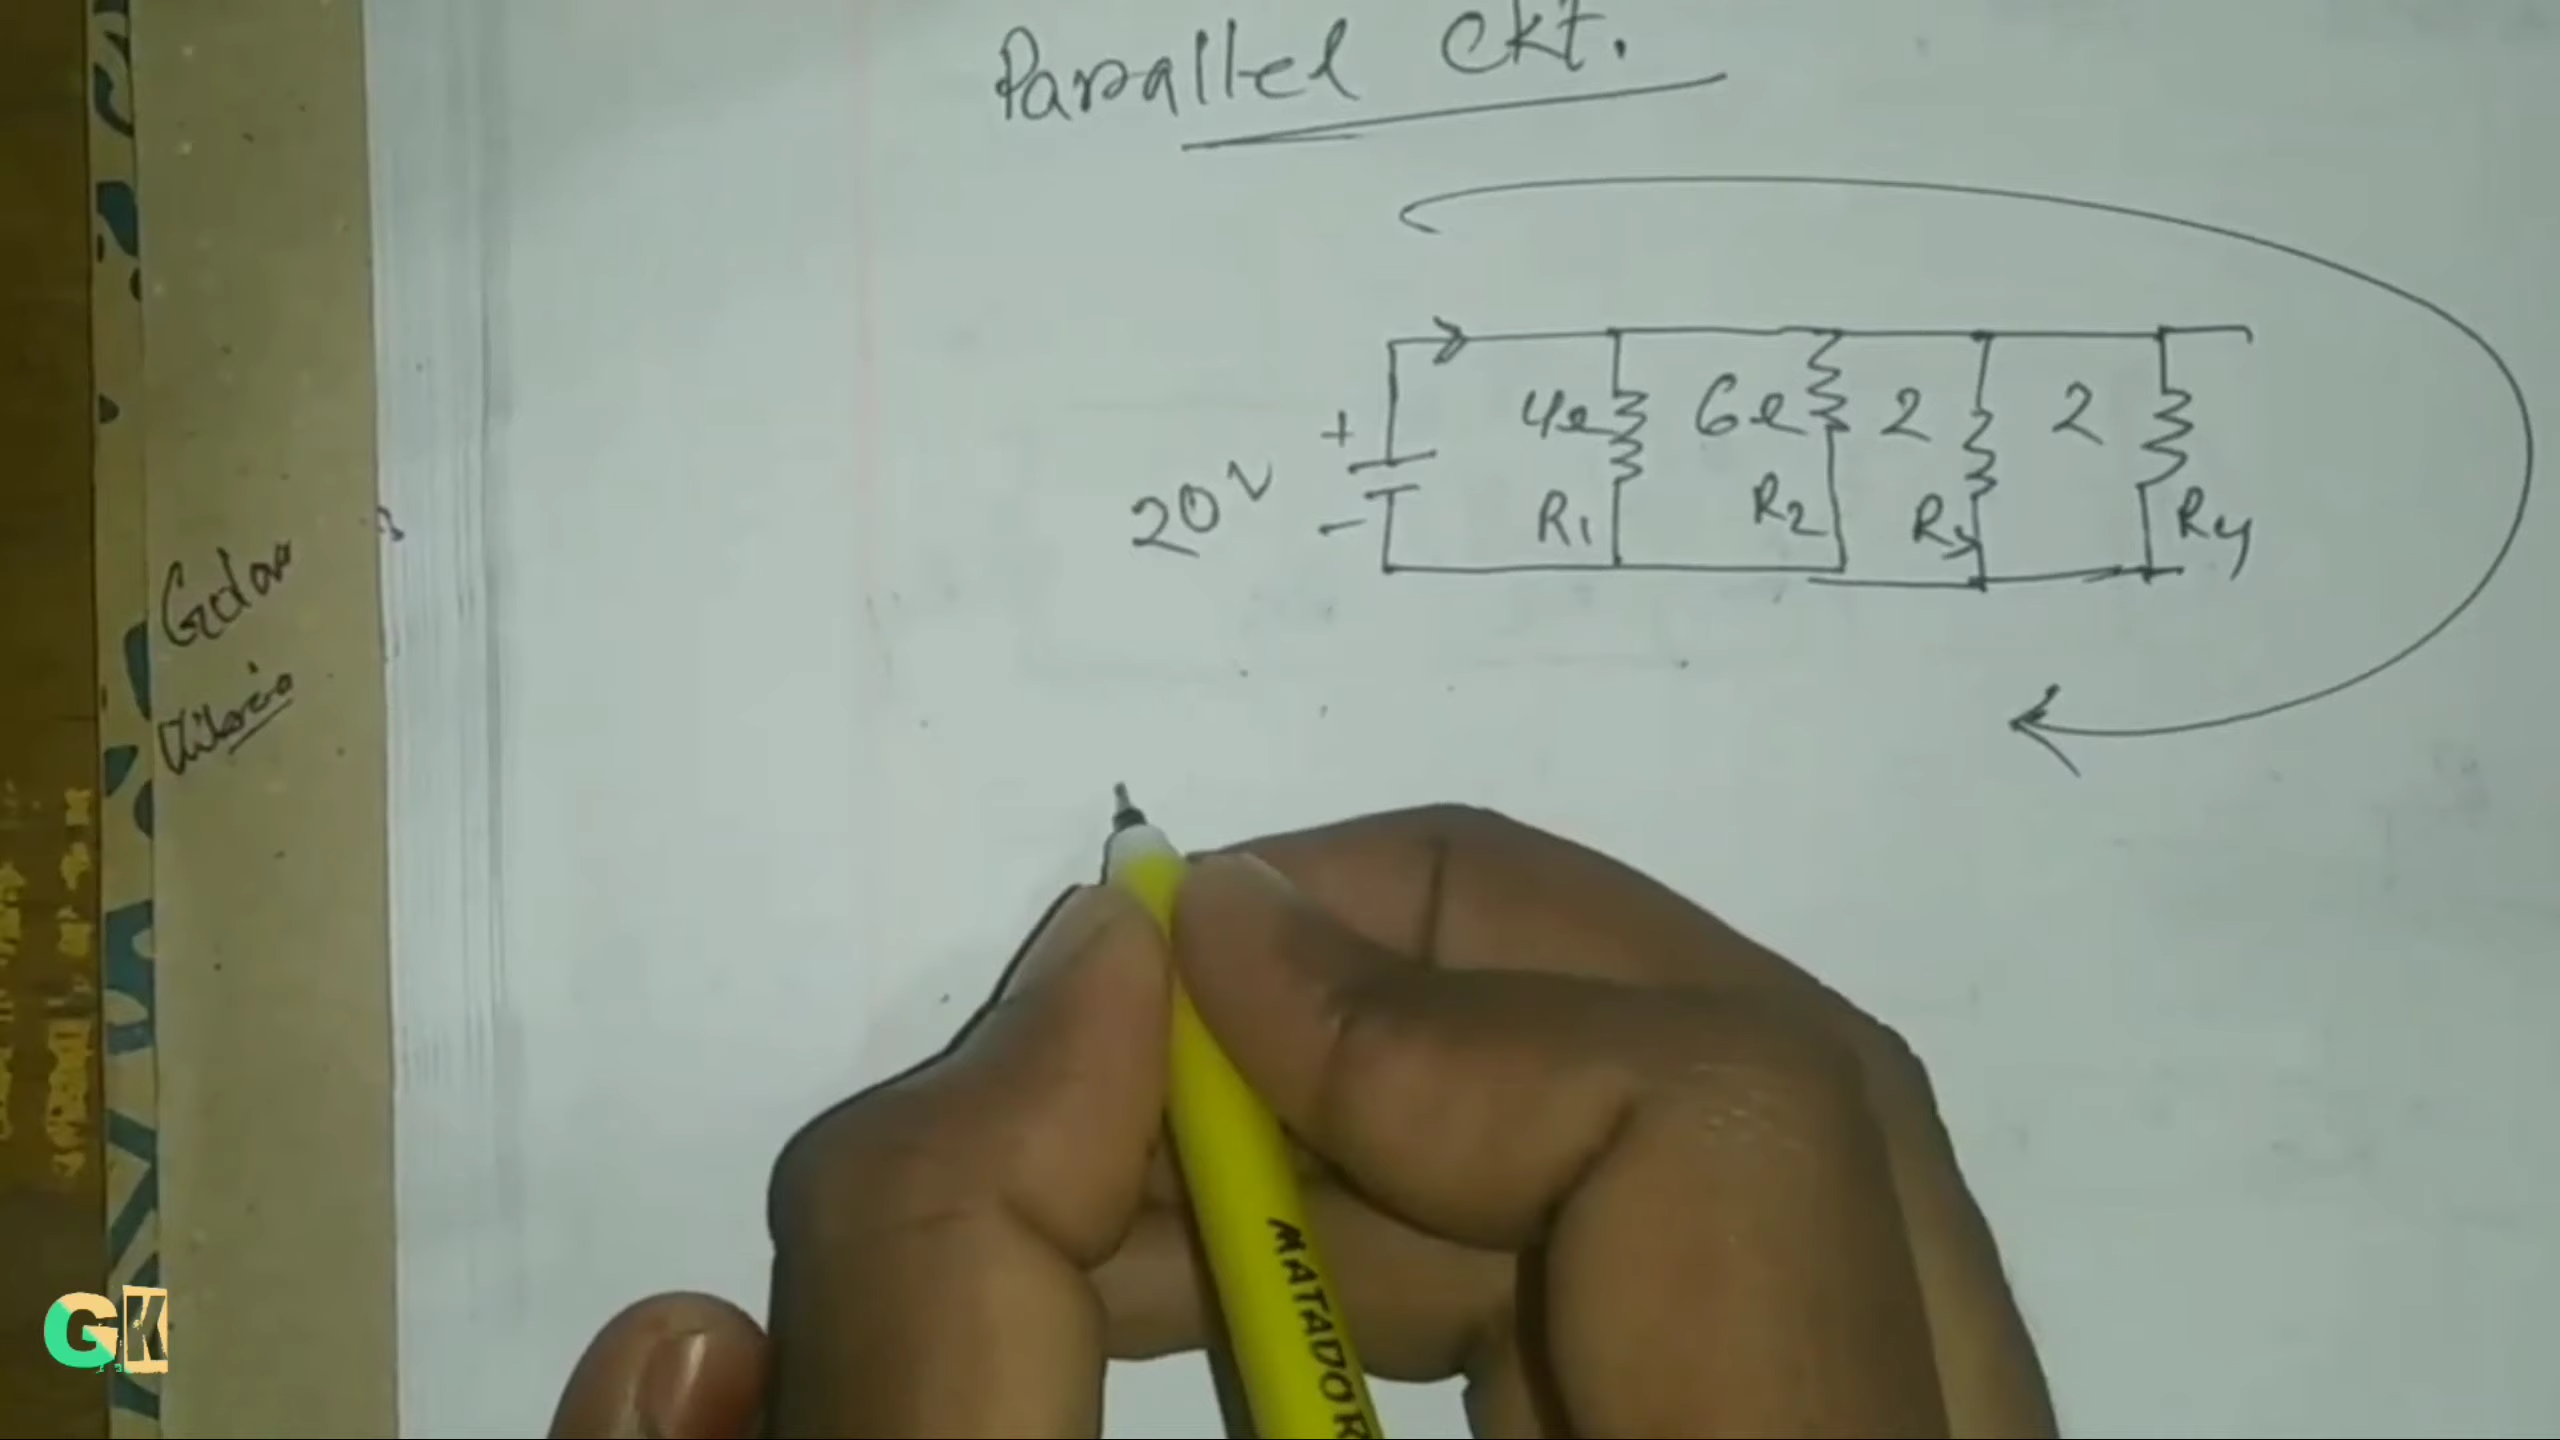 Parallel ckt.
+
20V
-
4Ω
6Ω
2
2
R1
R2
R3
R4
MATADOR
GK